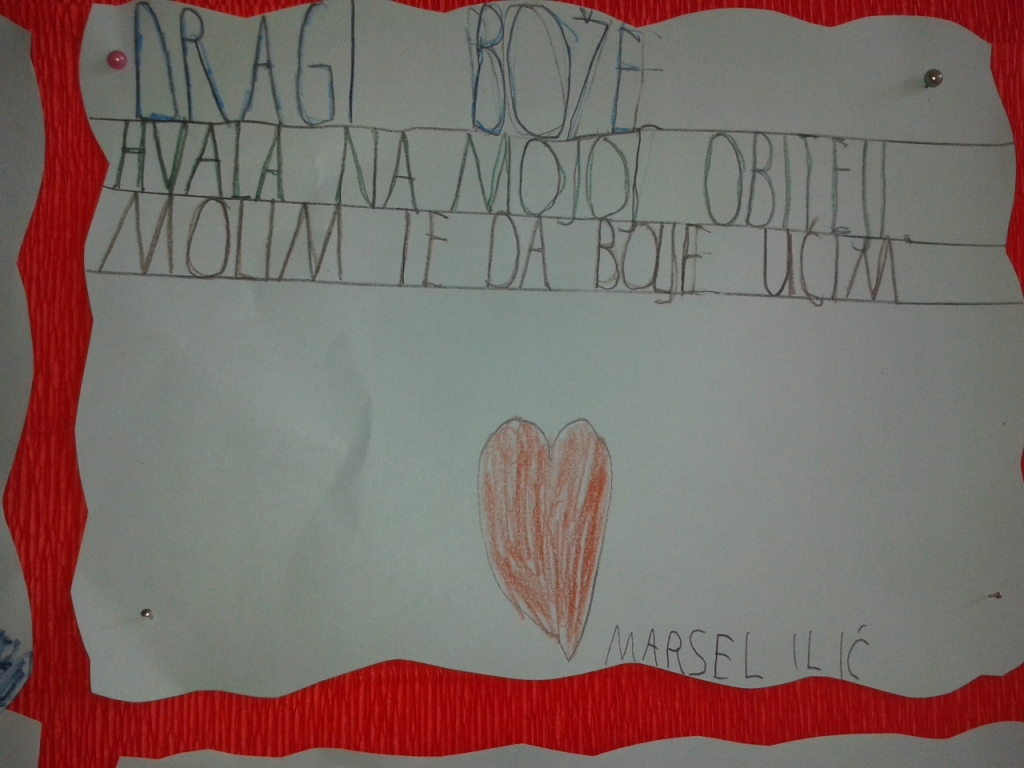 DRAGI BOŽE
HVALA NA MOJOJ OBITELJI
MOLIM TE DA BOLJE UČIM
MARSEL ILIĆ